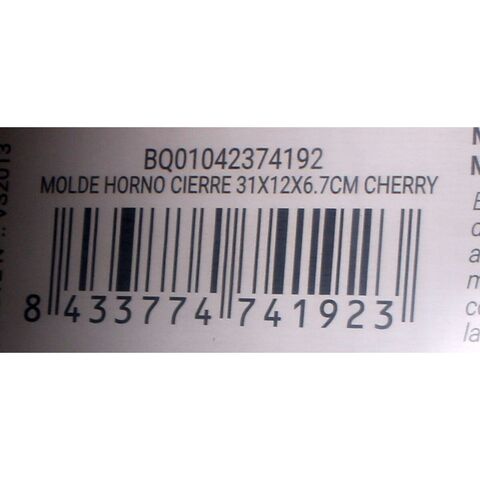 BQ01042374192
MOLDE HORNO CIERRE 31X12X6.7CM CHERRY
8 433774 741923